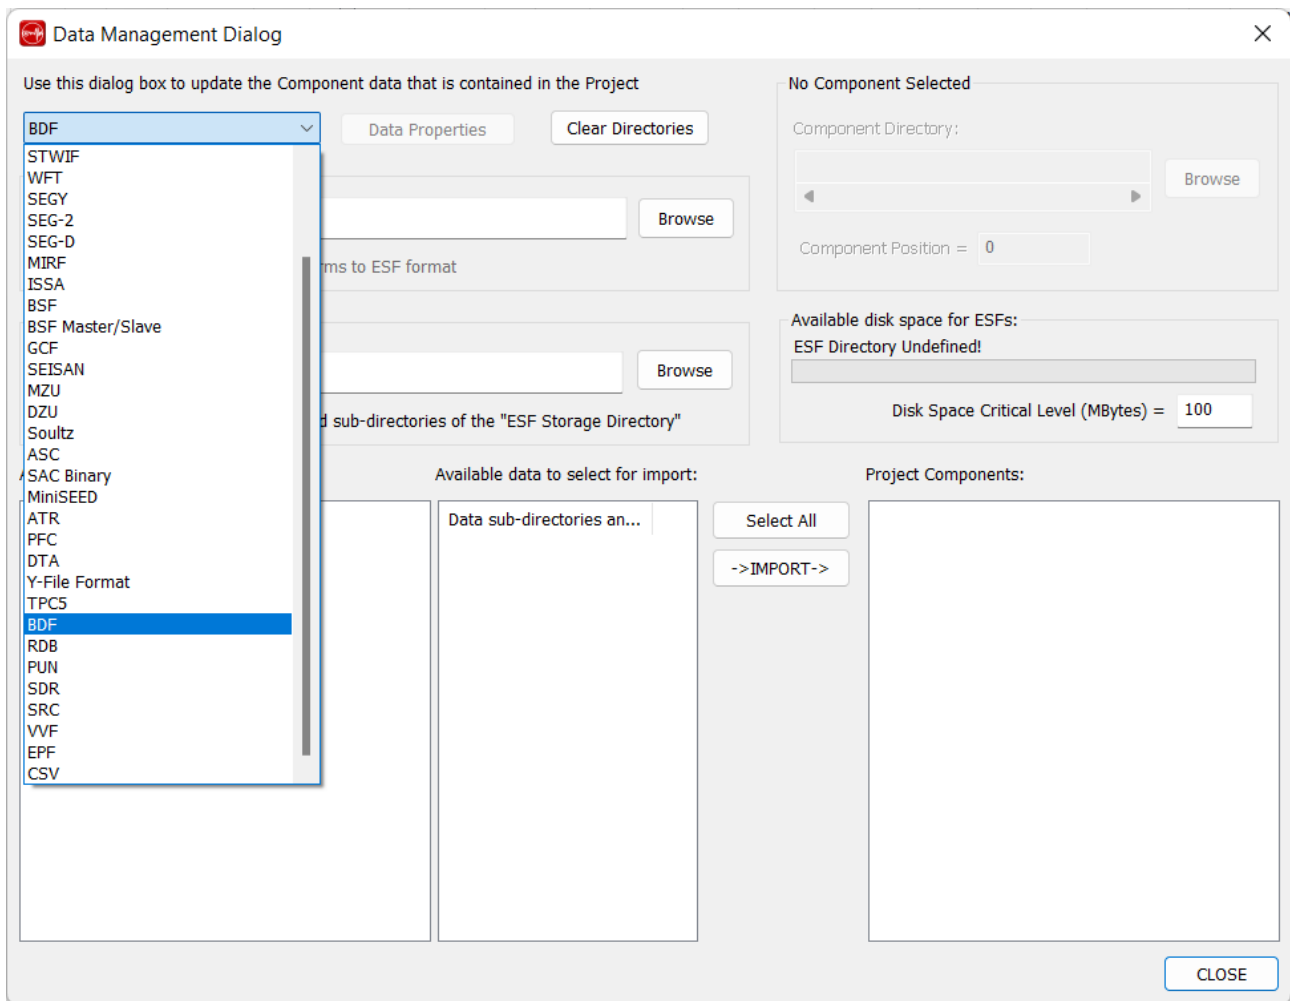 Data Management Dialog
Use this dialog box to update the Component data that is contained in the Project
BDF
Data Properties
Clear Directories
STWIF
WFT
SEGY
SEG-2
SEG-D
MIRF
ISSA
BSF
BSF Master/Slave
GCF
SEISAN
MZU
DZU
Soultz
ASC
SAC Binary
MiniSEED
ATR
PFC
DTA
Y-File Format
TPC5
BDF
RDB
PUN
SDR
SRC
VVF
EPF
CSV
Browse
rms to ESF format
Browse
d sub-directories of the "ESF Storage Directory"
No Component Selected
Component Directory:
Browse
Component Position = 0
Available disk space for ESFs:
ESF Directory Undefined!
Disk Space Critical Level (MBytes) = 100
Available data to select for import:
Data sub-directories an...
Select All
->IMPORT->
Project Components:
CLOSE